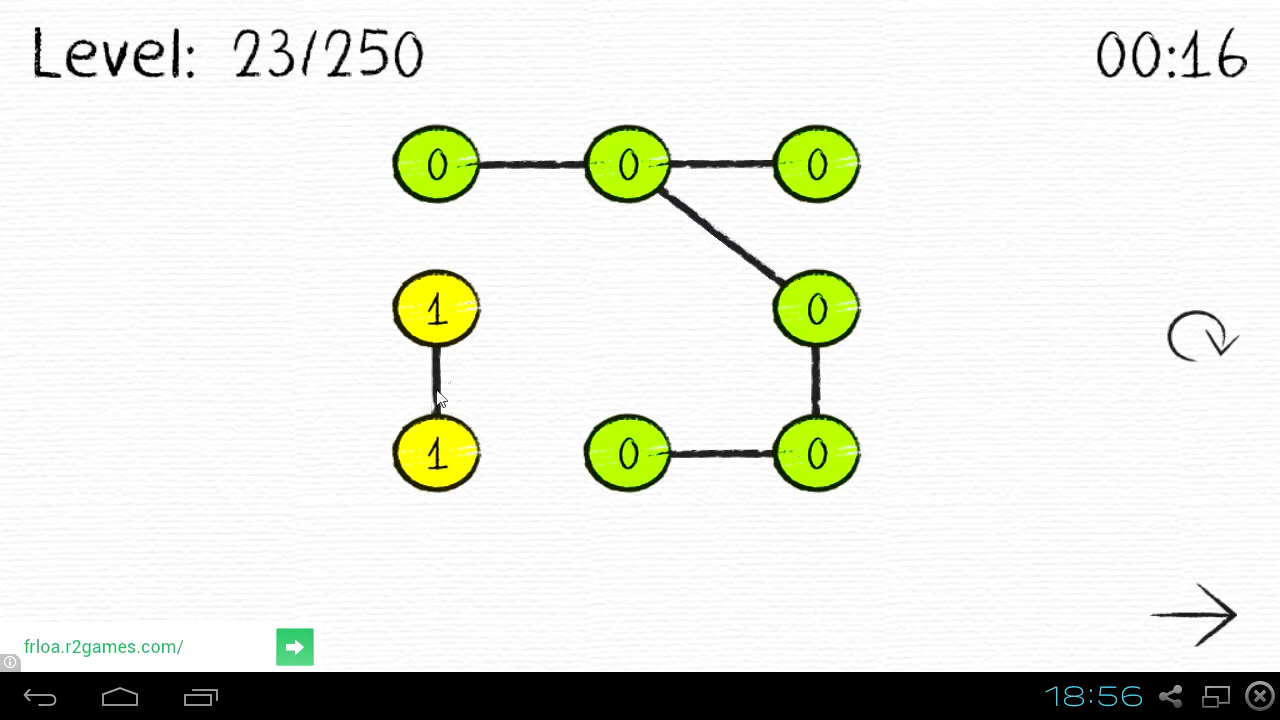 Level: 23/250
00:16
0 0 0
1 0
1 0 0
frloa.r2games.com/
18:56